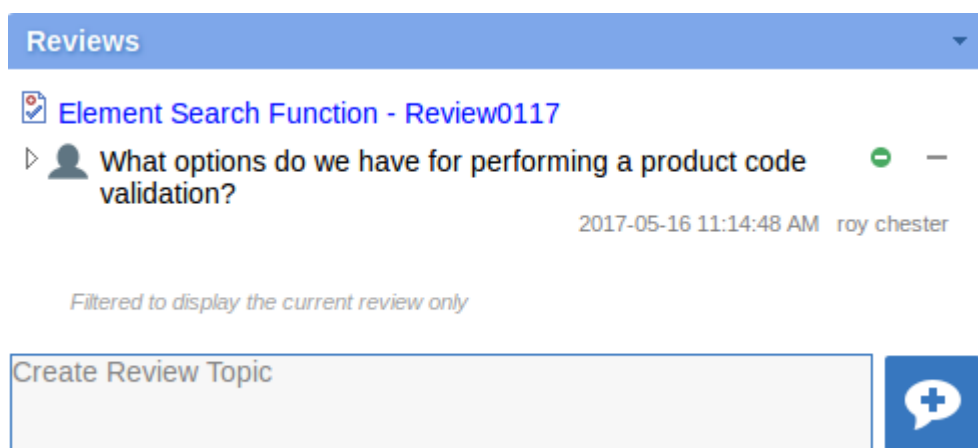 Reviews
Element Search Function - Review0117
What options do we have for performing a product code
validation?
2017-05-16 11:14:48 AM roy chester
Filtered to display the current review only
Create Review Topic